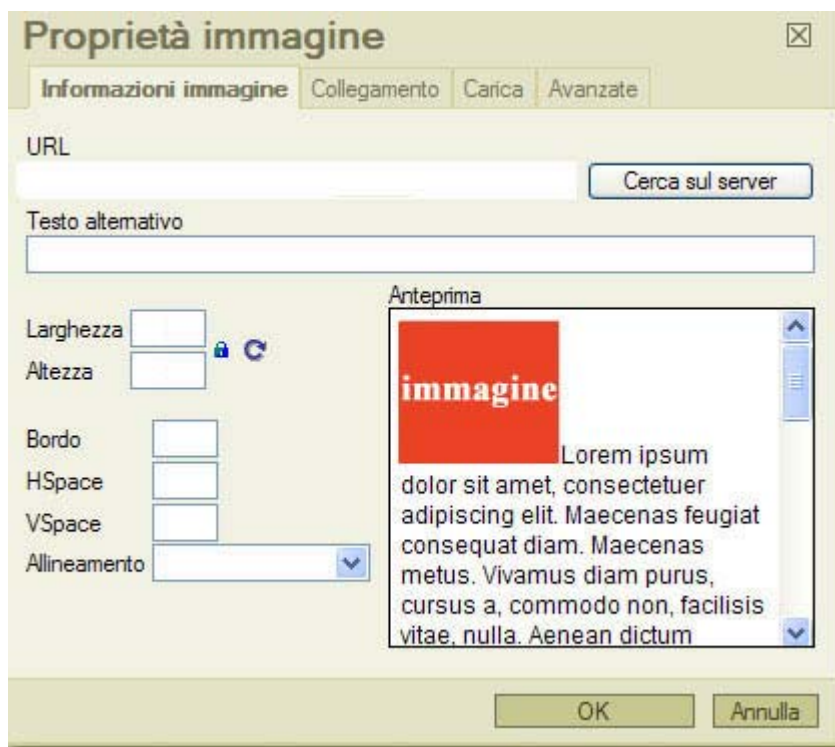 Proprietà immagine
Informazioni immagine Collegamento Carica Avanzate
URL
Cerca sul server
Testo alternativo
Anteprima
Larghezza
Altezza
immagine
Bordo
Lorem ipsum
HSpace
dolor sit amet, consectetuer
VSpace
adipiscing elit. Maecenas feugiat
Allineamento
consequat diam. Maecenas
metus. Vivamus diam purus,
cursus a, commodo non, facilisis
vitae, nulla. Aenean dictum
OK Annulla